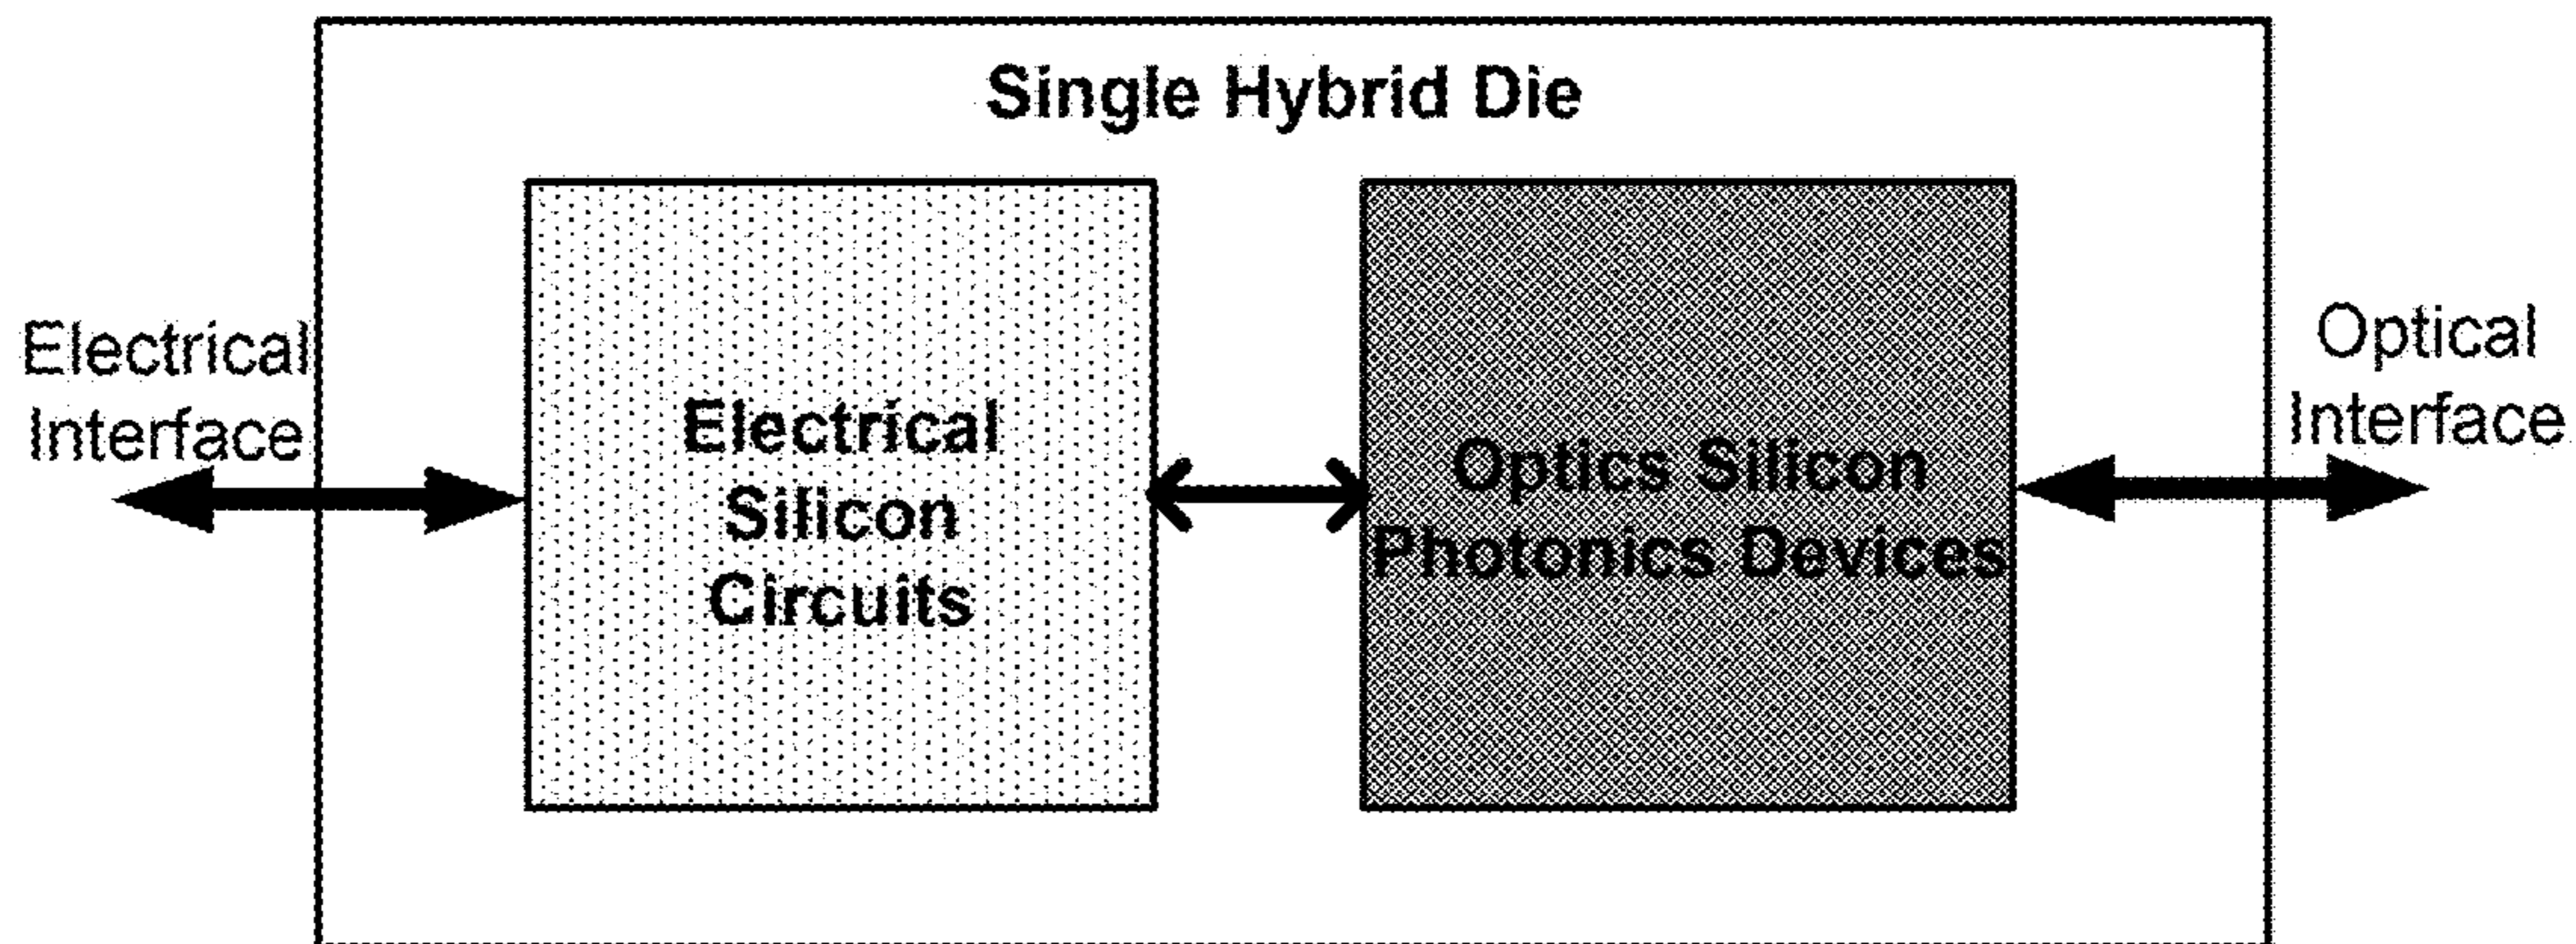 Single Hybrid Die
Electrical
Interface
Electrical
Silicon
Circuits
Optics Silicon
Photonics Devices
Optical
Interface